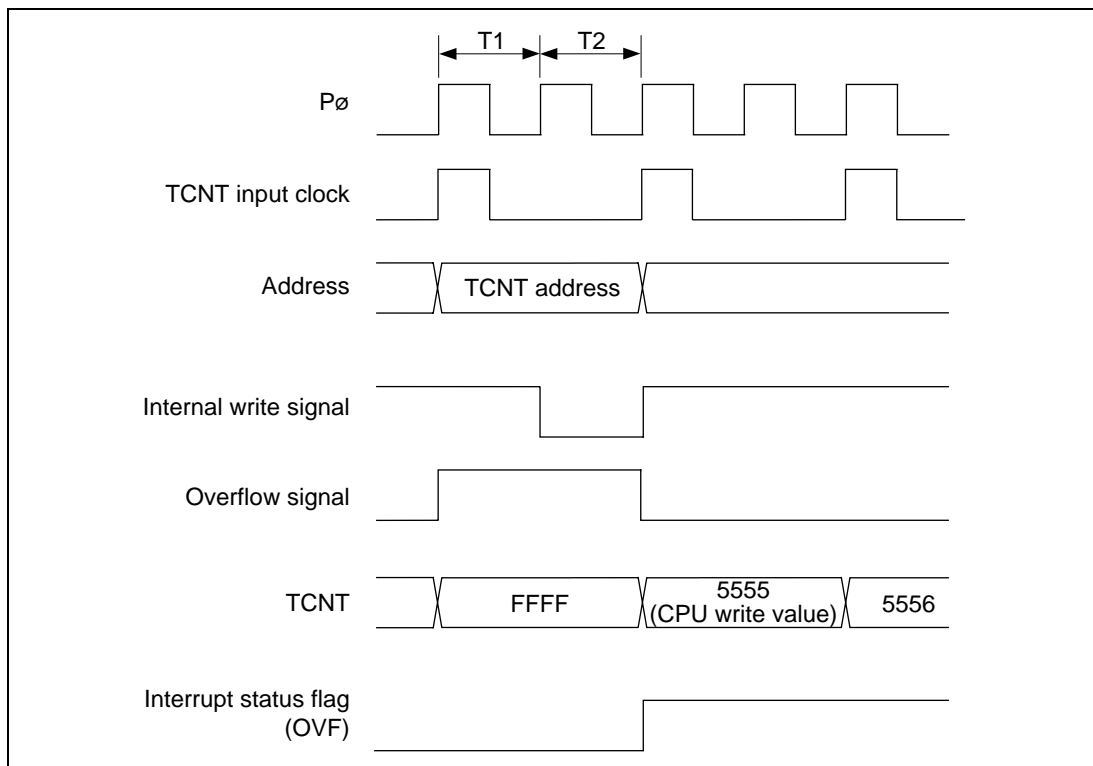 T1 T2
Pø
TCNT input clock
Address
TCNT address
Internal write signal
Overflow signal
TCNT
FFFF
5555
(CPU write value)
5556
Interrupt status flag
(OVF)